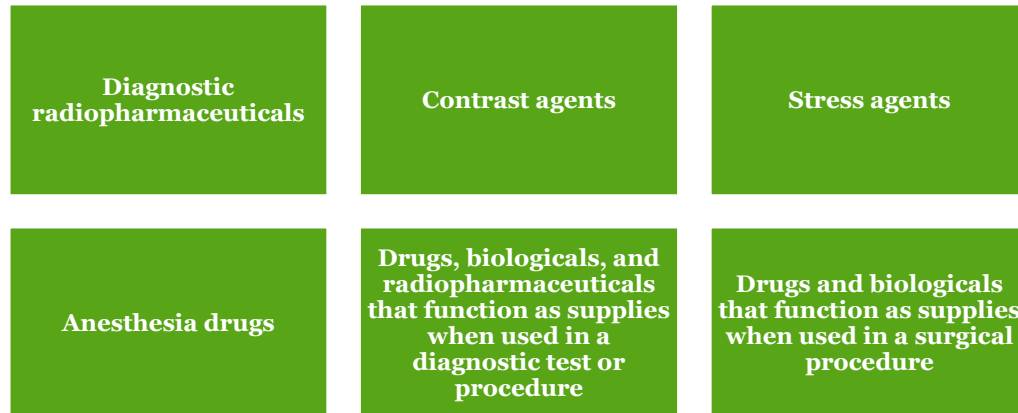 Diagnostic
radiopharmaceuticals
Contrast agents
Stress agents
Anesthesia drugs
Drugs, biologicals, and
radiopharmaceuticals
that function as supplies
when used in a
diagnostic test or
procedure
Drugs and biologicals
that function as supplies
when used in a surgical
procedure